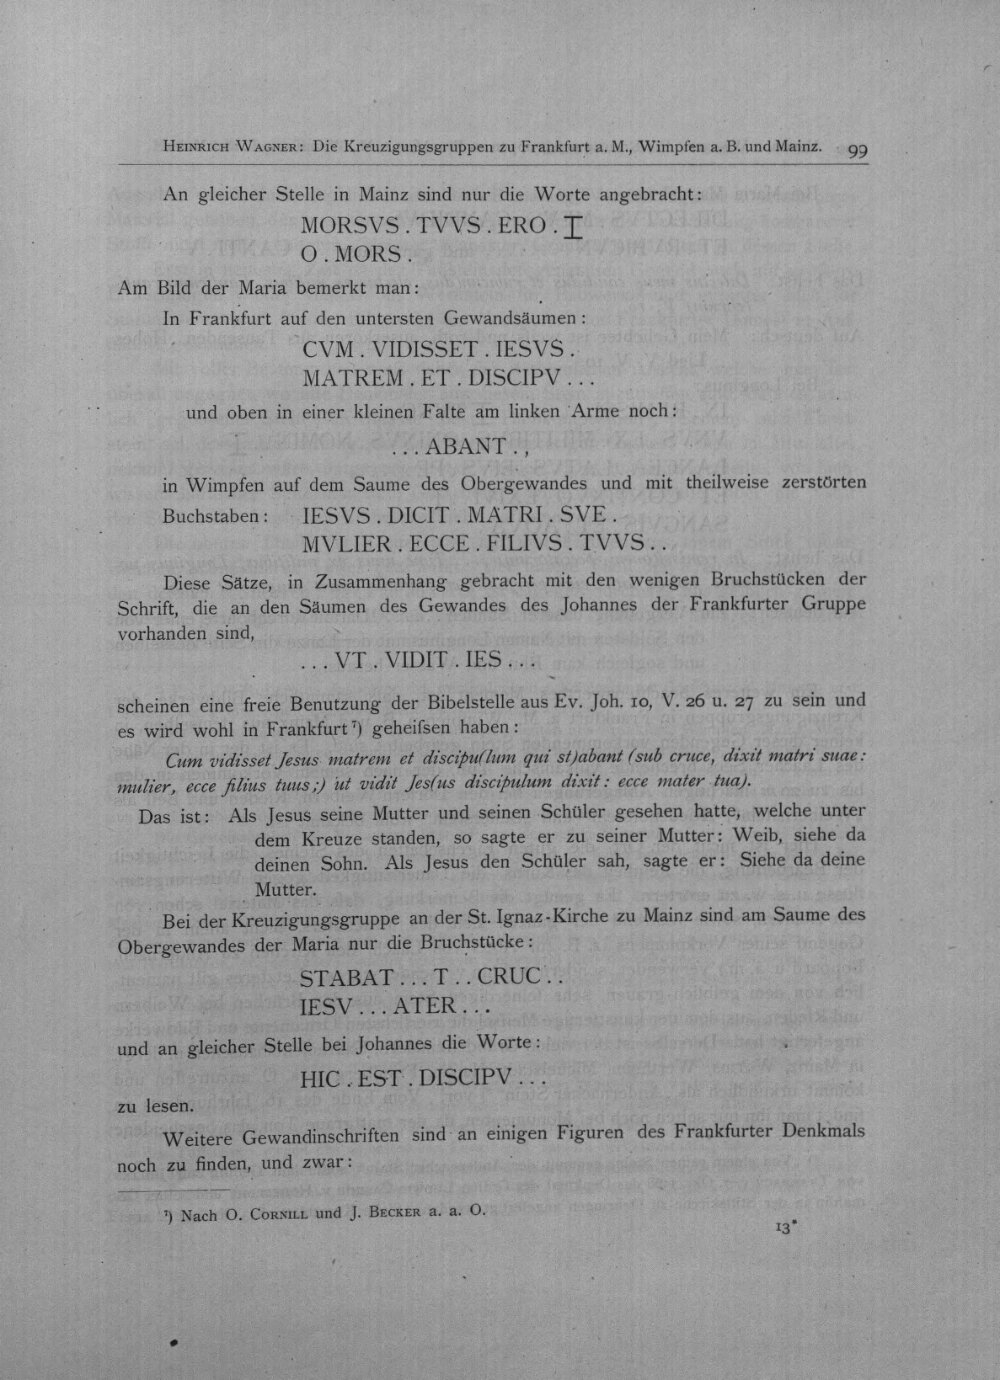 HEINRICH WAGNER: Die Kreuzigungsgruppen zu Frankfurt a. M., Wimpfen a. B. und Mainz. 99
An gleicher Stelle in Mainz sind nur die Worte angebracht:
MORSVS . TVVS . ERO . I
O . MORS .
Am Bild der Maria bemerkt man:
In Frankfurt auf den untersten Gewandsäumen:
CVM . VIDISSET . IESVS .
MATREM . ET . DISCIPV . . .
und oben in einer kleinen Falte am linken Arme noch:
. . . ABANT . ,
in Wimpfen auf dem Saume des Obergewandes und mit theilweise zerstörten
Buchstaben: IESVS . DICIT . MATRI . SVE .
MVLIER . ECCE . FILIVS . TVVS . .
Diese Sätze, in Zusammenhang gebracht mit den wenigen Bruchstücken der
Schrift, die an den Säumen des Gewandes des Johannes der Frankfurter Gruppe
vorhanden sind,
. . . VT . VIDIT . IES . . .
scheinen eine freie Benutzung der Bibelstelle aus Ev. Joh. 10, V. 26 u. 27 zu sein und
es wird wohl in Frankfurt ⁷) geheifsen haben:
Cum vidisset Jesus matrem et discipu(lum qui st)abant (sub cruce, dixit matri suae:
mulier, ecce filius tuus;) ut vidit Jes(us discipulum dixit: ecce mater tua).
Das ist: Als Jesus seine Mutter und seinen Schüler gesehen hatte, welche unter
dem Kreuze standen, so sagte er zu seiner Mutter: Weib, siehe da
deinen Sohn. Als Jesus den Schüler sah, sagte er: Siehe da deine
Mutter.
Bei der Kreuzigungsgruppe an der St. Ignaz-Kirche zu Mainz sind am Saume des
Obergewandes der Maria nur die Bruchstücke:
STABAT . . . T . . CRUC . .
IESV . . . ATER . . .
und an gleicher Stelle bei Johannes die Worte:
HIC . EST . DISCIPV . . .
zu lesen.
Weitere Gewandinschriften sind an einigen Figuren des Frankfurter Denkmals
noch zu finden, und zwar:
⁷) Nach O. CORNILL und J. BECKER a. a. O.
13*